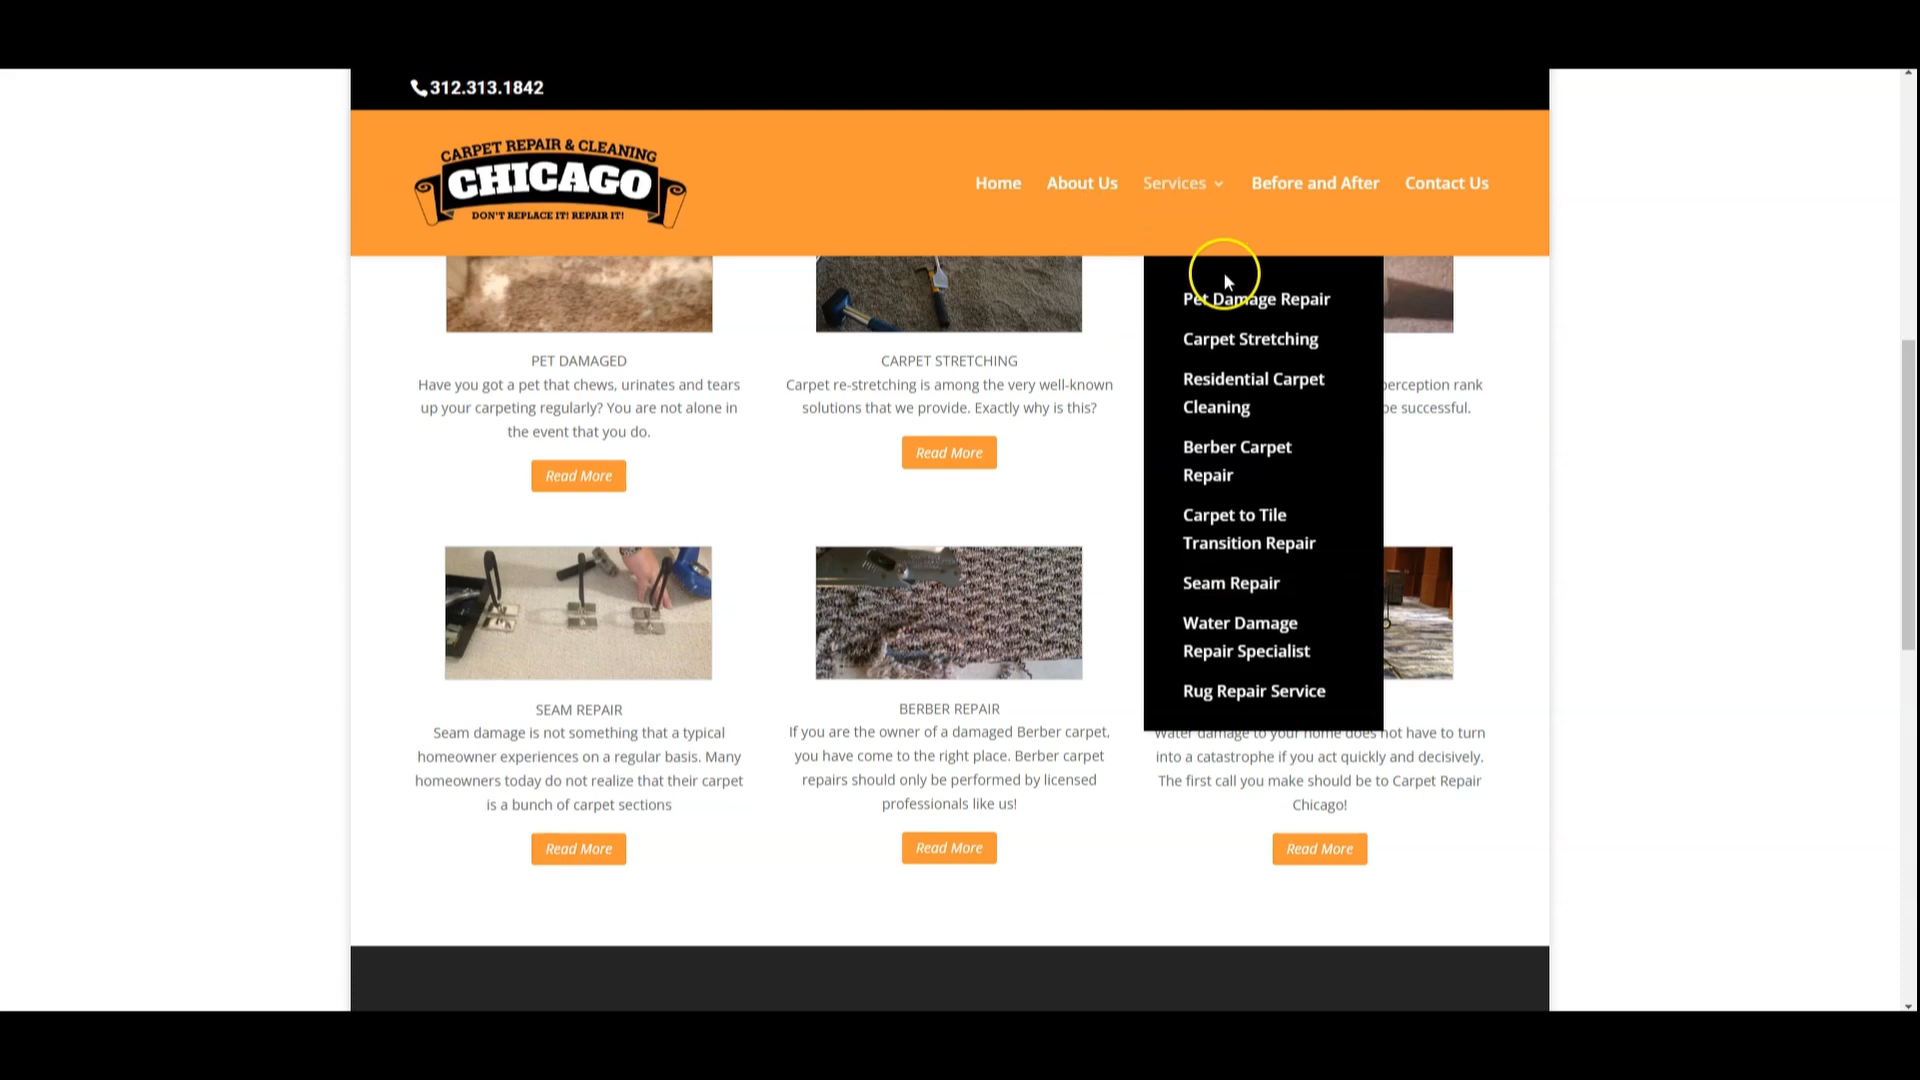 312.313.1842
CARPET REPAIR & CLEANING
CHICAGO
DON'T REPLACE IT! REPAIR IT!
Home
About Us
Services
Before and After
Contact Us
PET DAMAGED
Have you got a pet that chews, urinates and tears
up your carpeting regularly? You are not alone in
the event that you do.
Read More
CARPET STRETCHING
Carpet re-stretching is among the very well-known
solutions that we provide. Exactly why is this?
Read More
Pet Damage Repair
Carpet Stretching
Residential Carpet
Cleaning
Berber Carpet
Repair
Carpet to Tile
Transition Repair
Seam Repair
Water Damage
Repair Specialist
Rug Repair Service
perception rank
be successful.
SEAM REPAIR
Seam damage is not something that a typical
homeowner experiences on a regular basis. Many
homeowners today do not realize that their carpet
is a bunch of carpet sections
Read More
BERBER REPAIR
If you are the owner of a damaged Berber carpet,
you have come to the right place. Berber carpet
repairs should only be performed by licensed
professionals like us!
Read More
Water damage to your home does not have to turn
into a catastrophe if you act quickly and decisively.
The first call you make should be to Carpet Repair
Chicago!
Read More